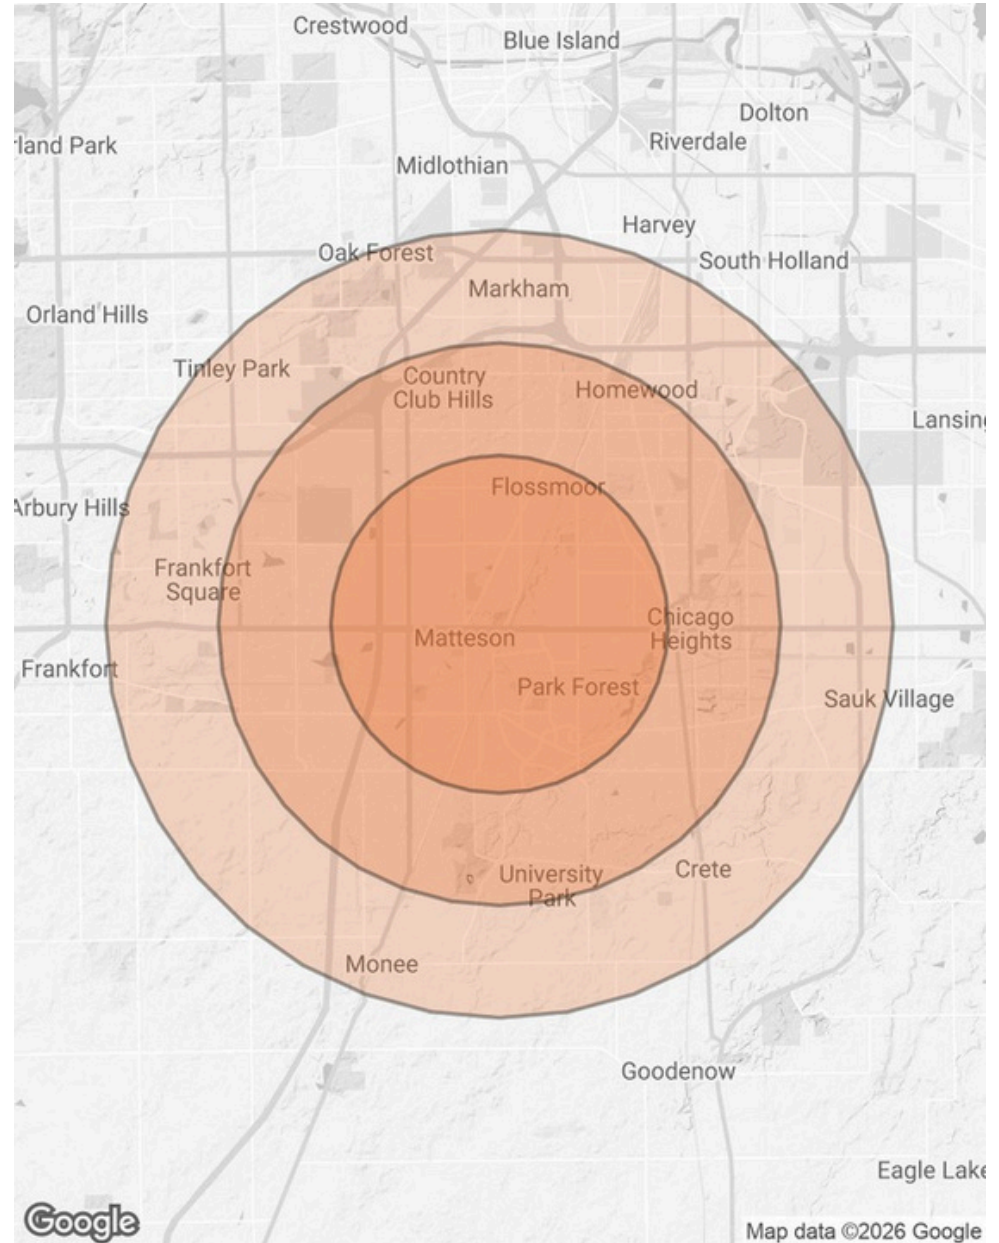 Crestwood
Blue Island
Dolton
Riverdale
rland Park
Midlothian
Harvey
Oak Forest
South Holland
Markham
Orland Hills
Tinley Park
Country
Club Hills
Homewood
Lansing
Flossmoor
Arbury Hills
Frankfort
Square
Chicago
Heights
Matteson
Frankfort
Park Forest
Sauk Village
University
Park
Crete
Monee
Goodenow
Eagle Lake
Google
Map data ©2026 Google